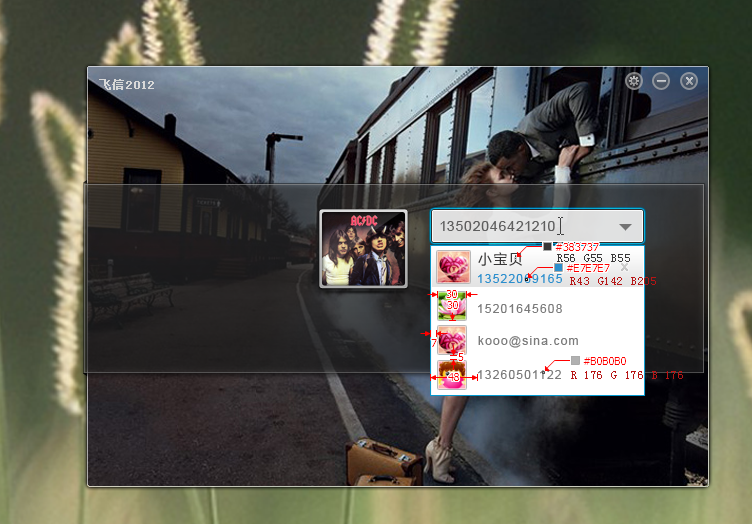 飞信2012
AC/DC
13502046421210
#383737
小宝贝
R56 G55 B55
#E7E7E7
x
13522069165
R43 G142 B205
30
30
15201645608
7
kooo@sina.com
5
#B0B0B0
48
13260501122
R 176 G 176 B 176